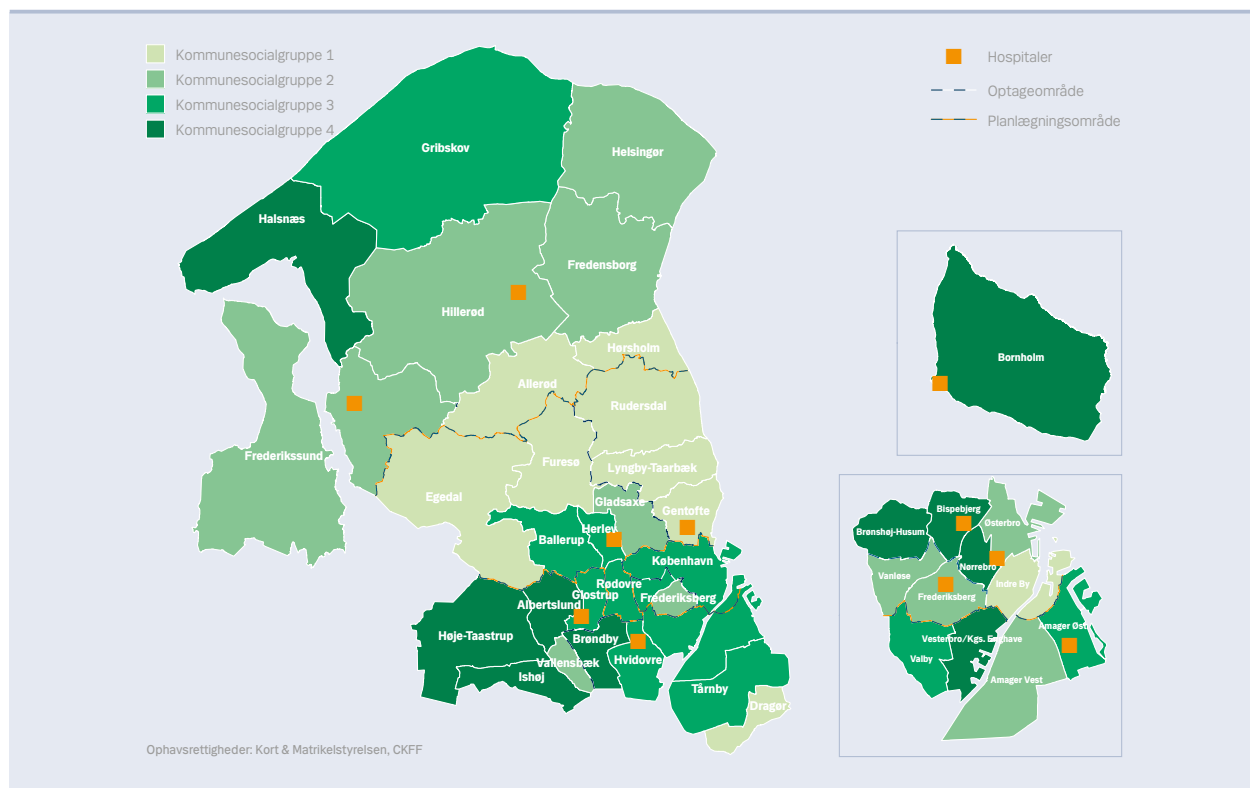 Kommunesocialgruppe 1
Kommunesocialgruppe 2
Kommunesocialgruppe 3
Kommunesocialgruppe 4
Hospitaler
Optageområde
Planlægningsområde
Gribskov
Helsingør
Halsnæs
Fredensborg
Hillerød
Hørsholm
Allerød
Rudersdal
Frederikssund
Furesø
Lyngby-Taarbæk
Egedal
Gladsaxe
Gentofte
Herlev
Ballerup
København
Rødovre
Glostrup
Frederiksberg
Albertslund
Høje-Taastrup
Brøndby
Vallensbæk
Hvidovre
Ishøj
Tårnby
Dragør
Bornholm
Bispebjerg
Østerbro
Brønshøj-Husum
Nørrebro
Vanløse
Indre By
Frederiksberg
Amager Øst
Vesterbro/Kgs. Enghave
Valby
Amager Vest
Ophavsrettigheder: Kort & Matrikelstyrelsen, CKFF